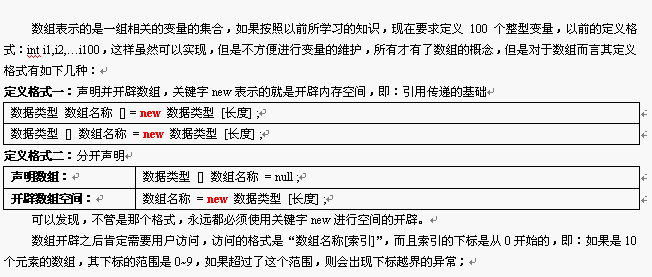 数组表示的是一组相关的变量的集合，如果按照以前所学习的知识，现在要求定义 100 个整型变量，以前的定义
格式：int i1,i2,…i100，这样虽然可以实现，但是不方便进行变量的维护，所有才有了数组的概念，但是对于数组而言其定义
格式有如下几种：
定义格式一：声明并开辟数组，关键字 new 表示的就是开辟内存空间，即：引用传递的基础
数据类型 数组名称 [] = new 数据类型 [长度] ;
数据类型 [] 数组名称 = new 数据类型 [长度] ;
定义格式二：分开声明
声明数组： 数据类型 [] 数组名称 = null ;
开辟数组空间： 数组名称 = new 数据类型 [长度] ;
可以发现，不管是那个格式，永远都必须使用关键字 new 进行空间的开辟。
数组开辟之后肯定需要用户访问，访问的格式是“数组名称[索引]”，而且索引的下标是从 0 开始的，即：如果是 10
个元素的数组，其下标的范围是 0~9，如果超过了这个范围，则会出现下标越界的异常；